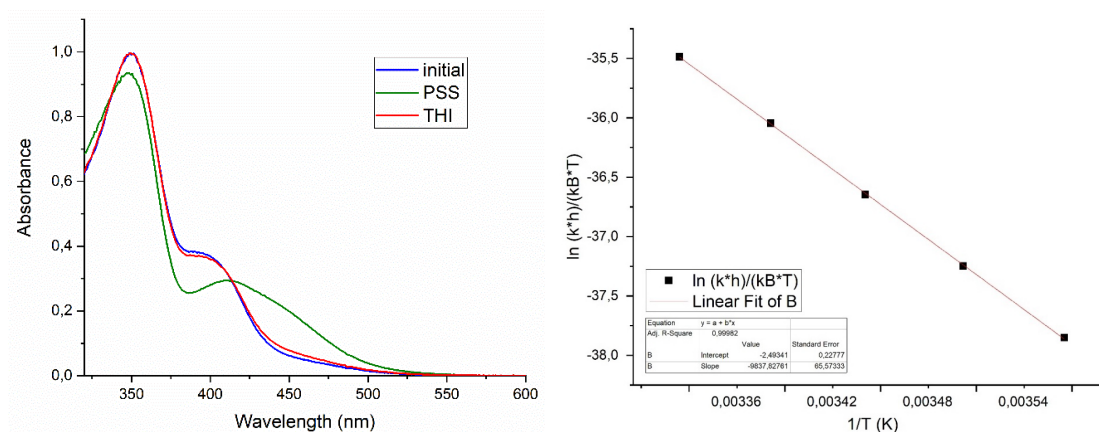 1,0
0,8
0,6
0,4
0,2
0,0
Absorbance
initial
PSS
THI
350
400
450
500
550
600
Wavelength (nm)
-35,5
-36,0
-36,5
-37,0
-37,5
-38,0
ln (k*h)/(kB*T)
ln (k*h)/(kB*T)
Linear Fit of B
Equation y = a + b*x
Adj. R-Square 0,99982
Value Standard Error
B Intercept -2,49341 0,22777
B Slope -9837,82761 65,57333
0,00336
0,00342
0,00348
0,00354
1/T (K)